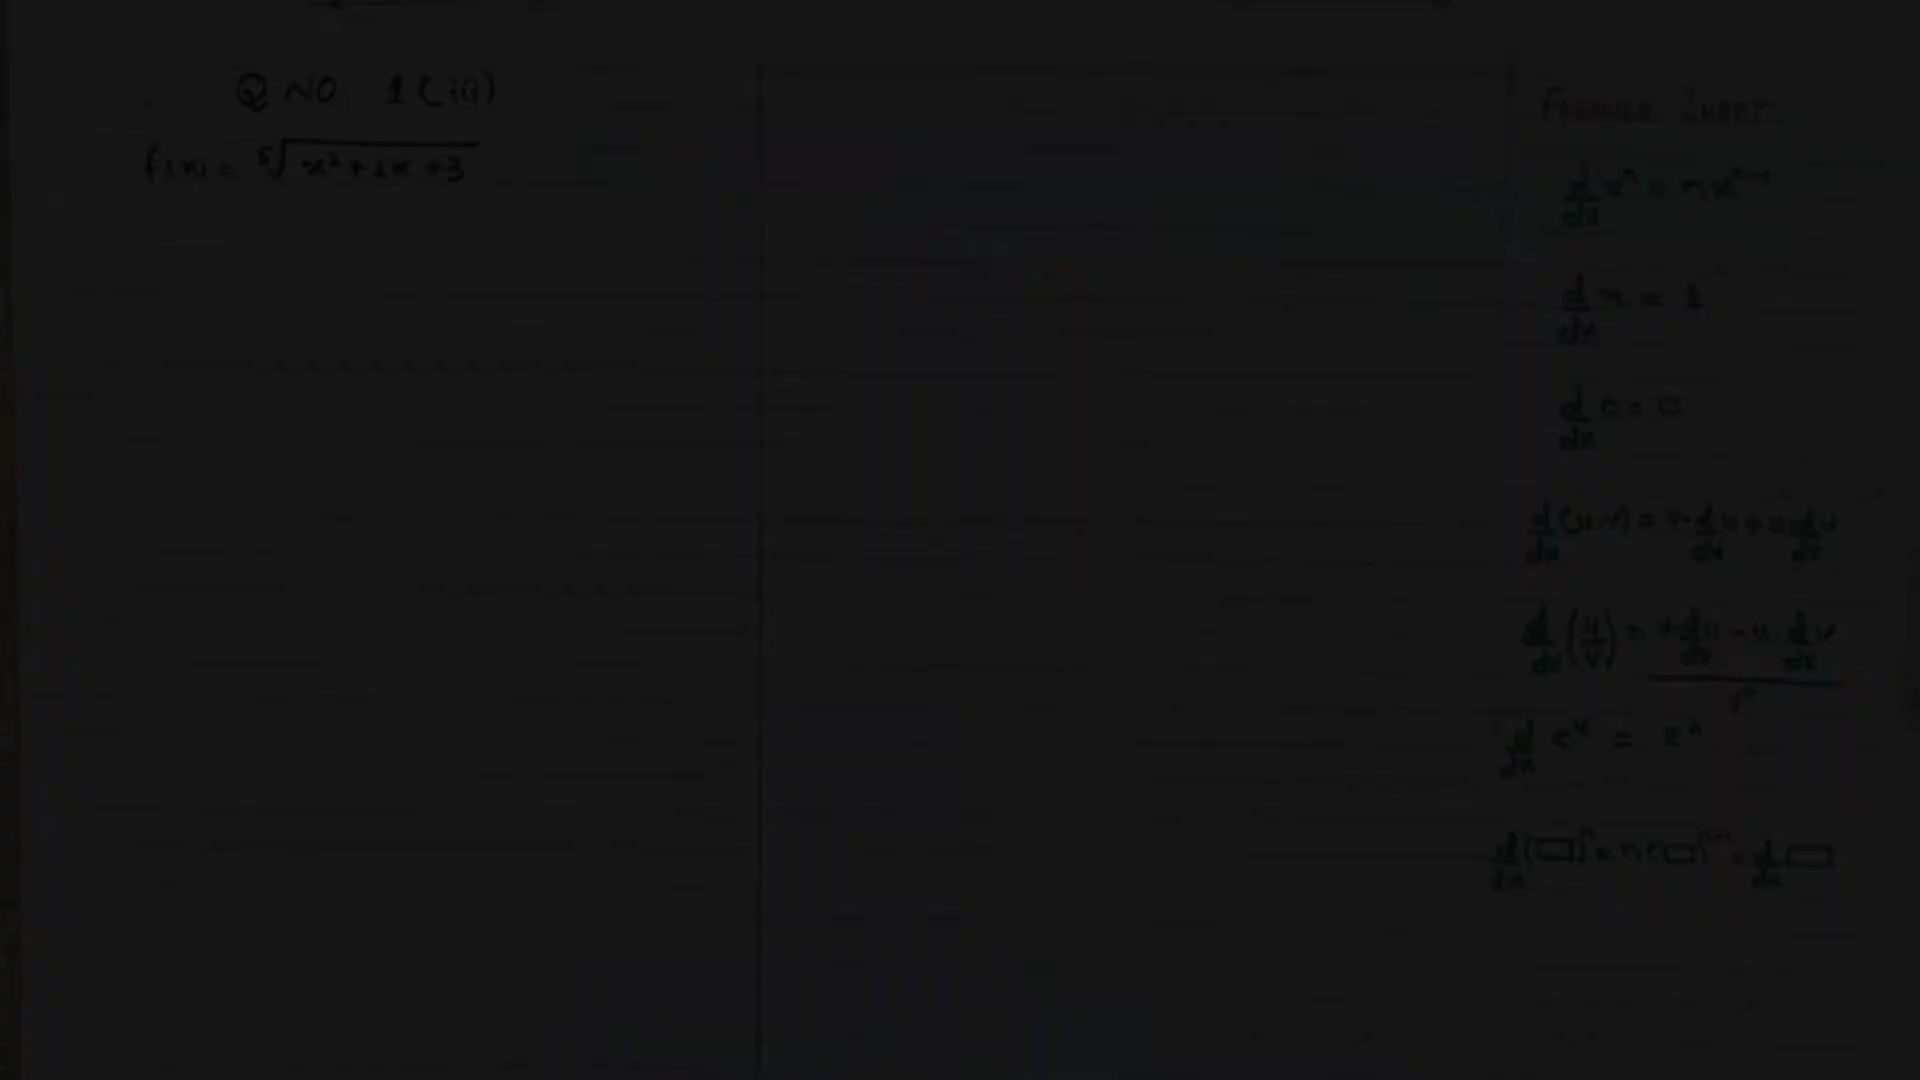 Q NO 1(iii)
f(x) = ⁵√(x² + 2x + 3)
FORMULA SHEET
d/dx xⁿ = n xⁿ⁻¹
d/dx x = 1
d/dx c = 0
d/dx (u v) = v · d/dx u + u d/dx v
d/dx (u/v) = (v · d/dx u - u · d/dx v) / v²
d/dx eˣ = eˣ
d/dx (□)ⁿ = n(□)ⁿ⁻¹ · d/dx □